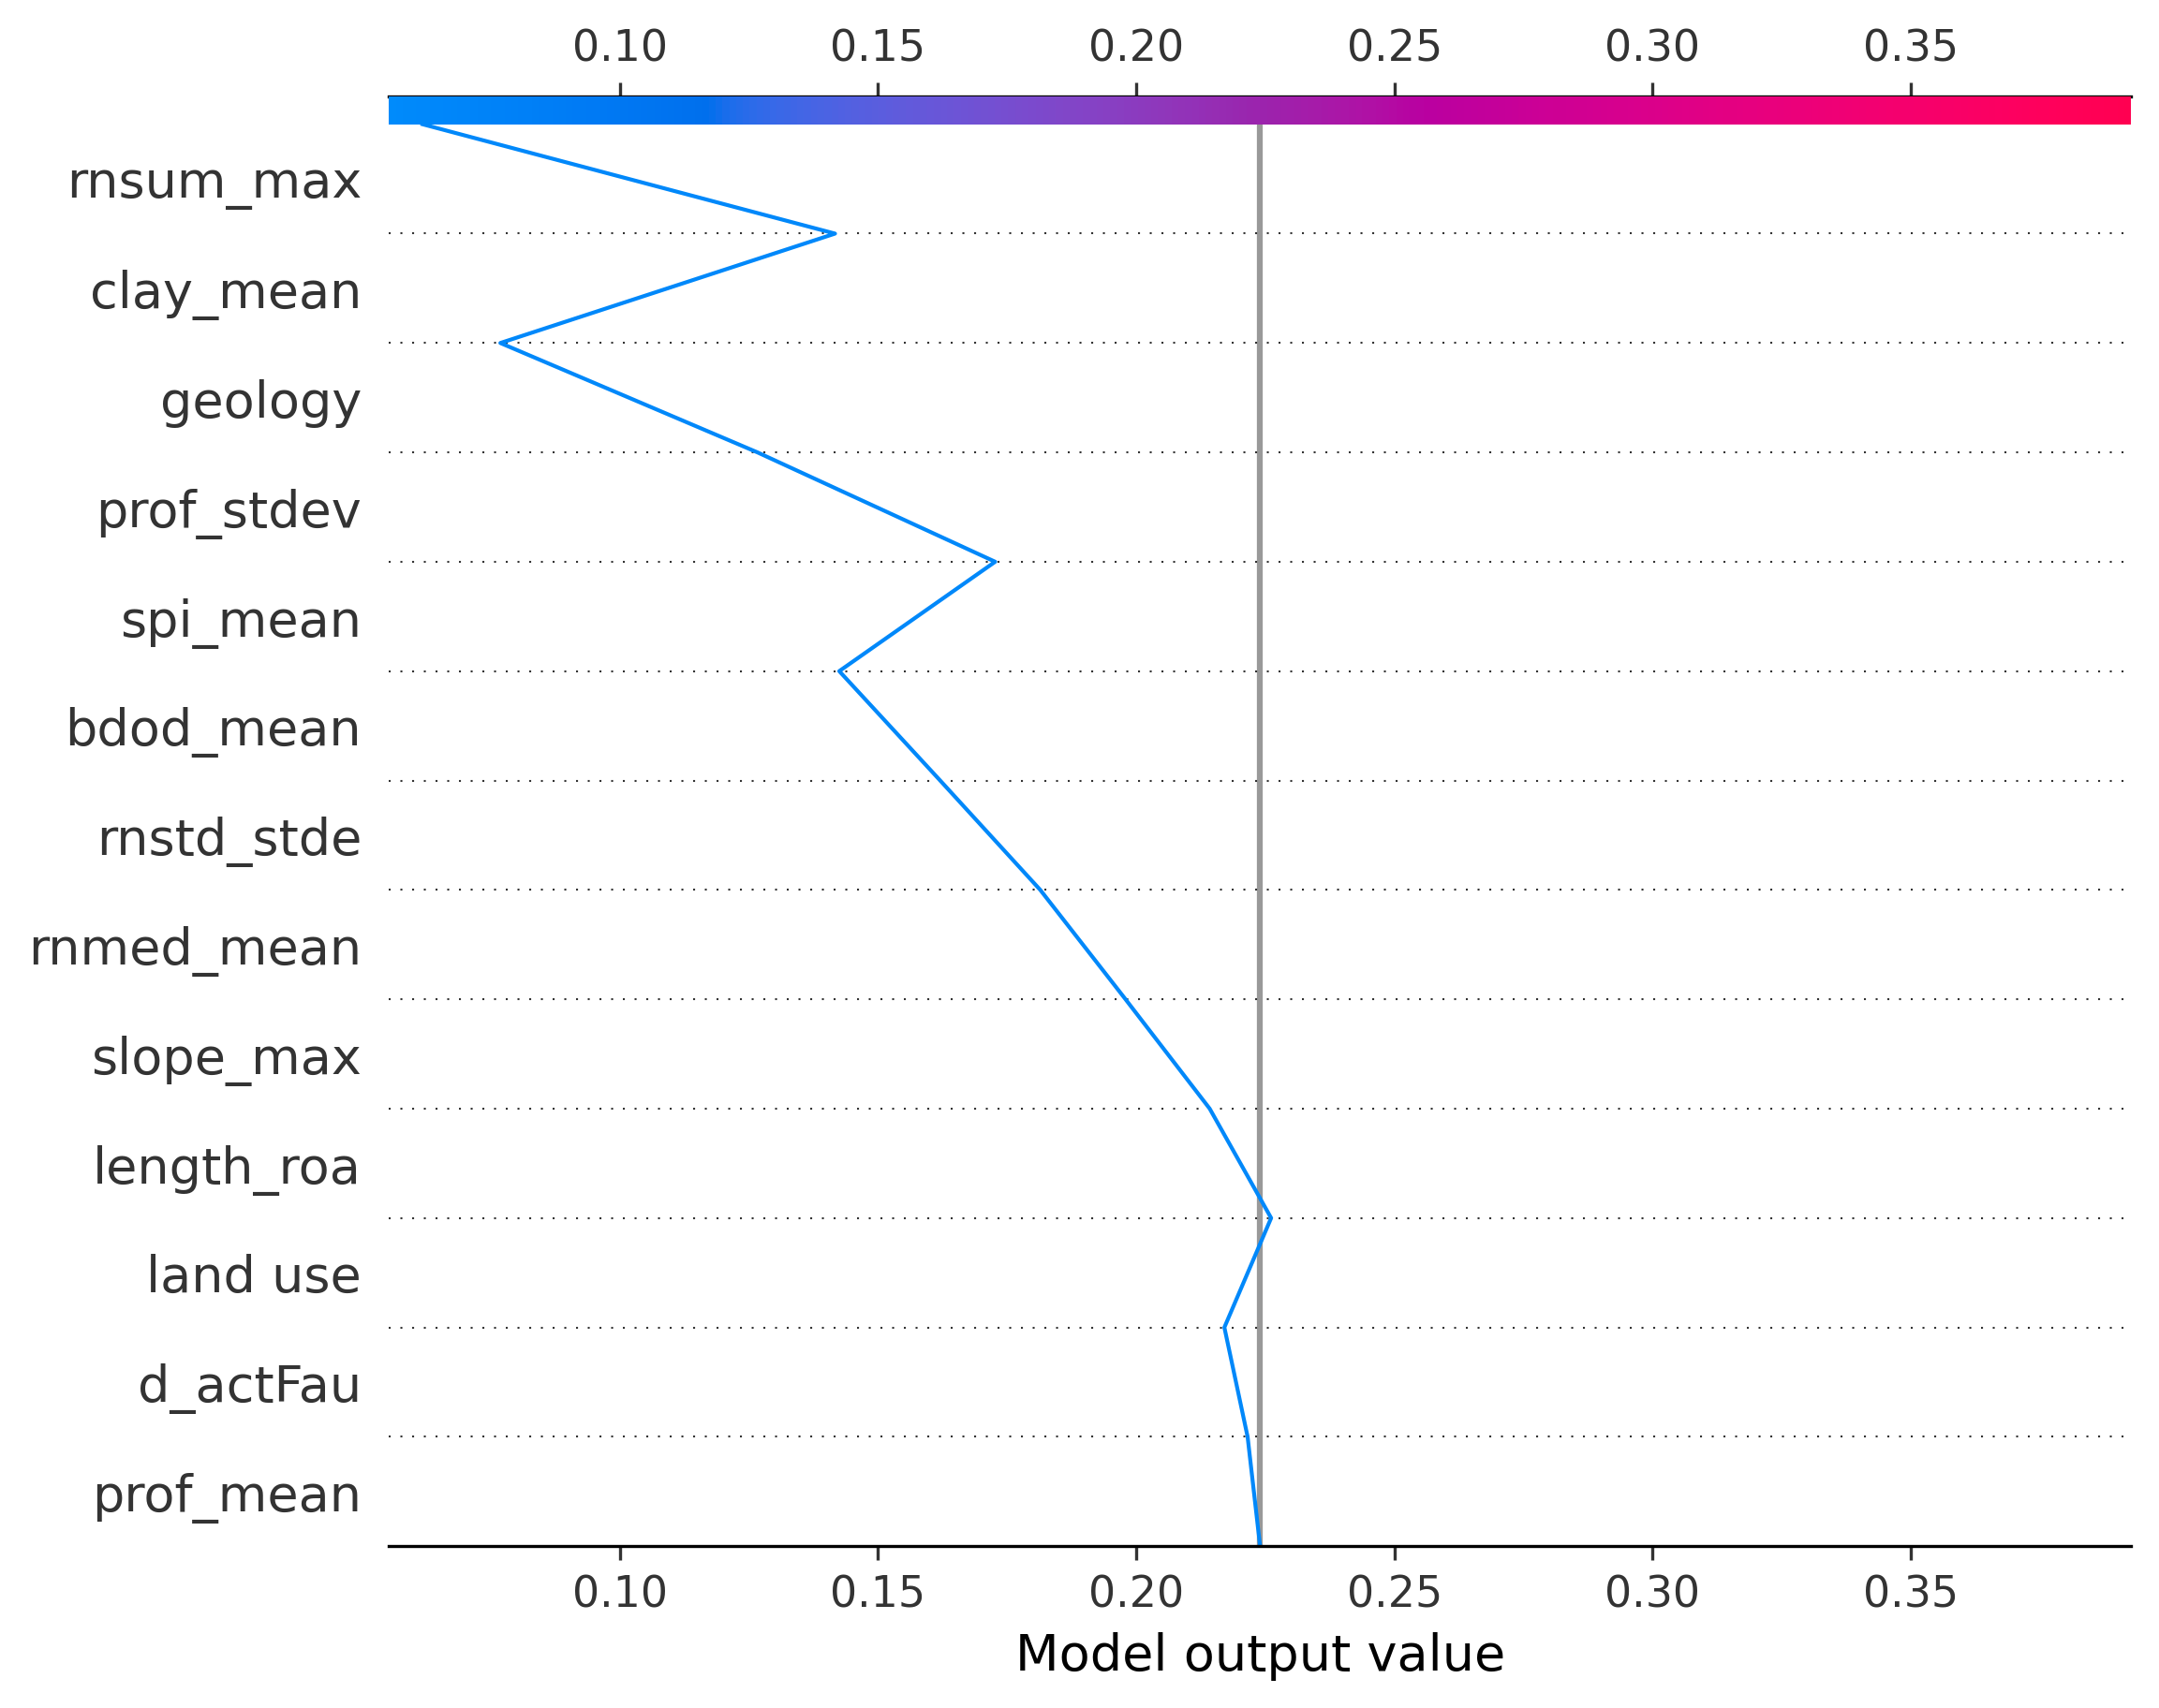 0.10 0.15 0.20 0.25 0.30 0.35
rnsum_max
clay_mean
geology
prof_stdev
spi_mean
bdod_mean
rnstd_stde
rnmed_mean
slope_max
length_roa
land use
d_actFau
prof_mean
0.10 0.15 0.20 0.25 0.30 0.35
Model output value